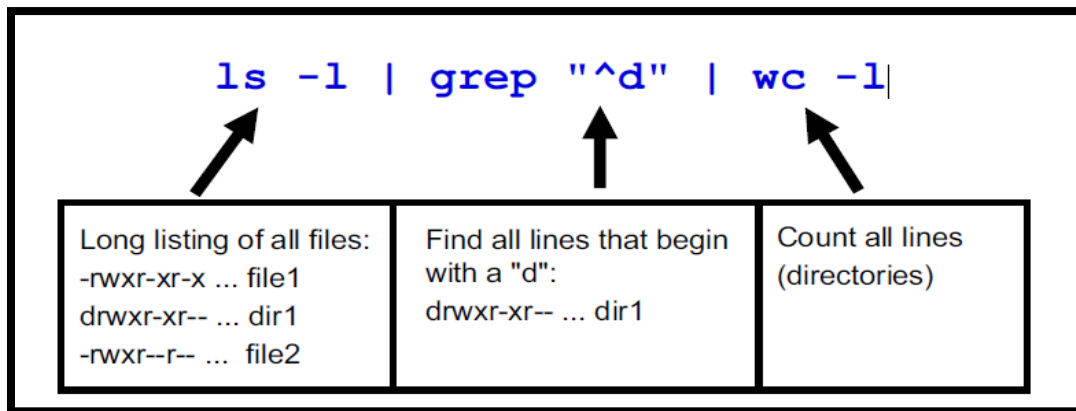 ls -l | grep "^d" | wc -l
Long listing of all files:
-rwxr-xr-x ... file1
drwxr-xr-- ... dir1
-rwxr--r-- ... file2
Find all lines that begin
with a "d":
drwxr-xr-- ... dir1
Count all lines
(directories)